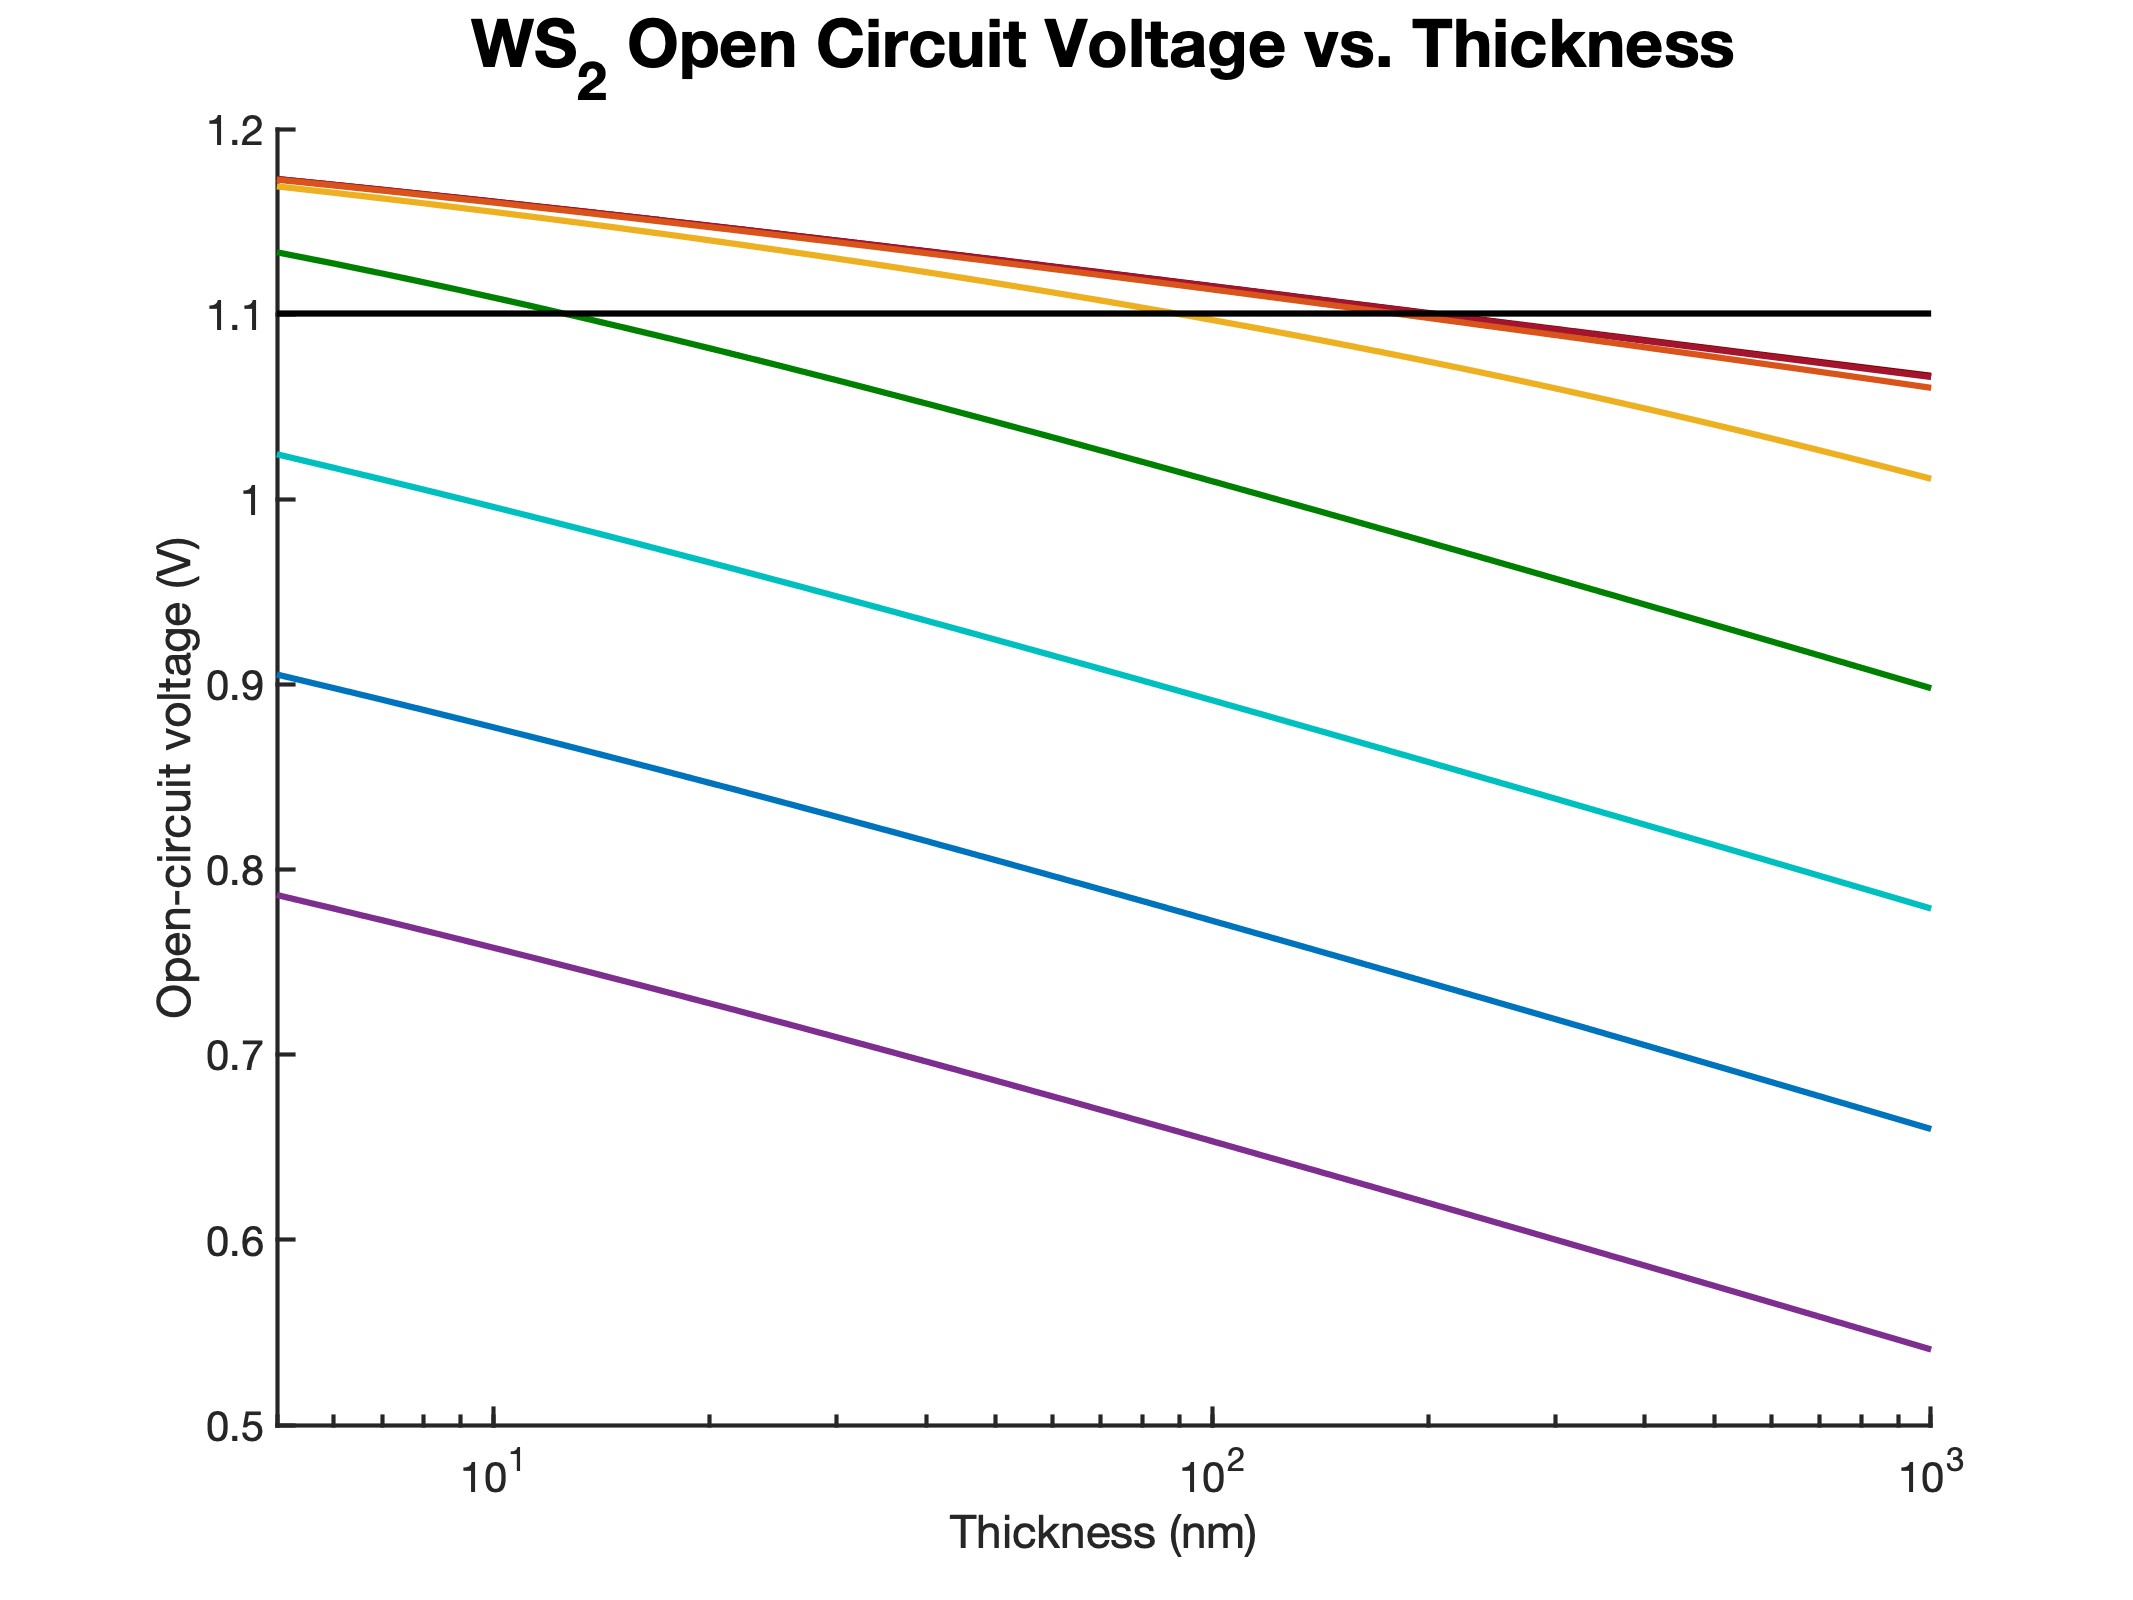 WS2 Open Circuit Voltage vs. Thickness
1.2
1.1
1
0.9
0.8
0.7
0.6
0.5
Open-circuit voltage (V)
10^1 10^2 10^3
Thickness (nm)